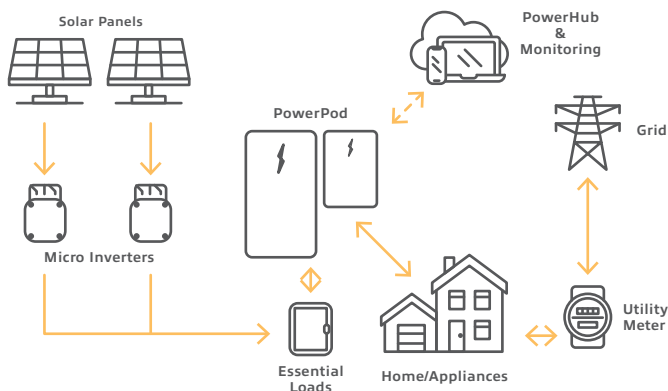 Solar Panels
PowerHub
&
Monitoring
PowerPod
Grid
Micro Inverters
Utility
Meter
Essential
Loads
Home/Appliances